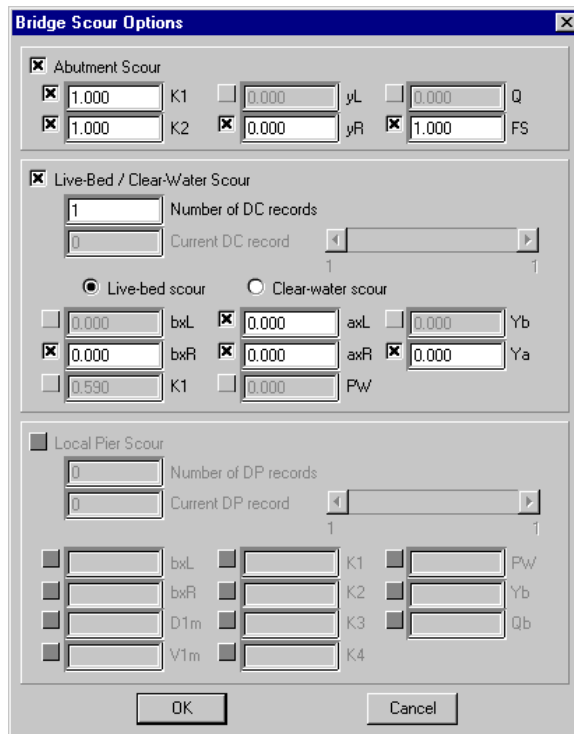 Bridge Scour Options
Abutment Scour
1.000 K1 0.000 yL 0.000 Q
1.000 K2 0.000 yR 1.000 FS
Live-Bed / Clear-Water Scour
1 Number of DC records
0 Current DC record
1 1
Live-bed scour Clear-water scour
0.000 bxL 0.000 axL 0.000 Yb
0.000 bxR 0.000 axR 0.000 Ya
0.590 K1 0.000 PW
Local Pier Scour
0 Number of DP records
0 Current DP record
1 1
bxL K1 PW
bxR K2 Yb
D1m K3 Qb
V1m K4
OK Cancel